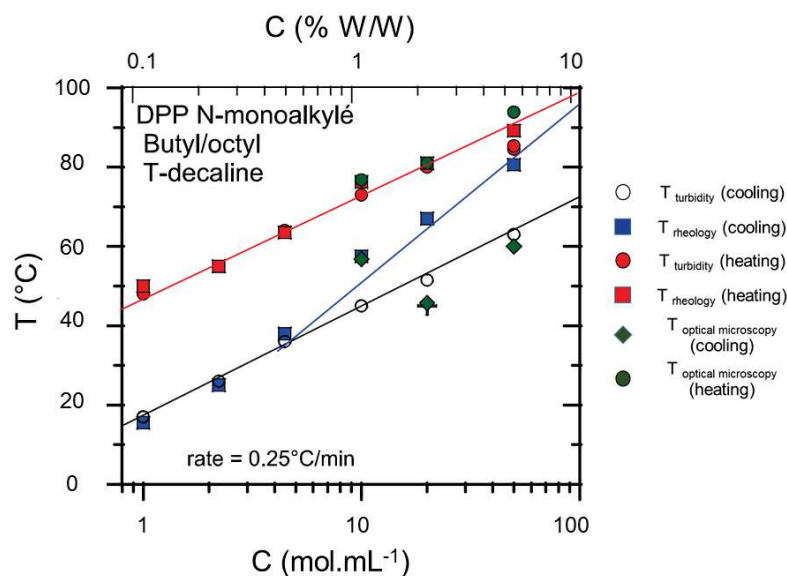 C (% W/W)
0.1 1 10
100
80
60
40
20
0
T (°C)
DPP N-monoalkylé
Butyl/octyl
T-decaline
rate = 0.25°C/min
1 10 100
C (mol.mL-1)
T turbidity (cooling)
T rheology (cooling)
T turbidity (heating)
T rheology (heating)
T optical microscopy
(cooling)
T optical microscopy
(heating)